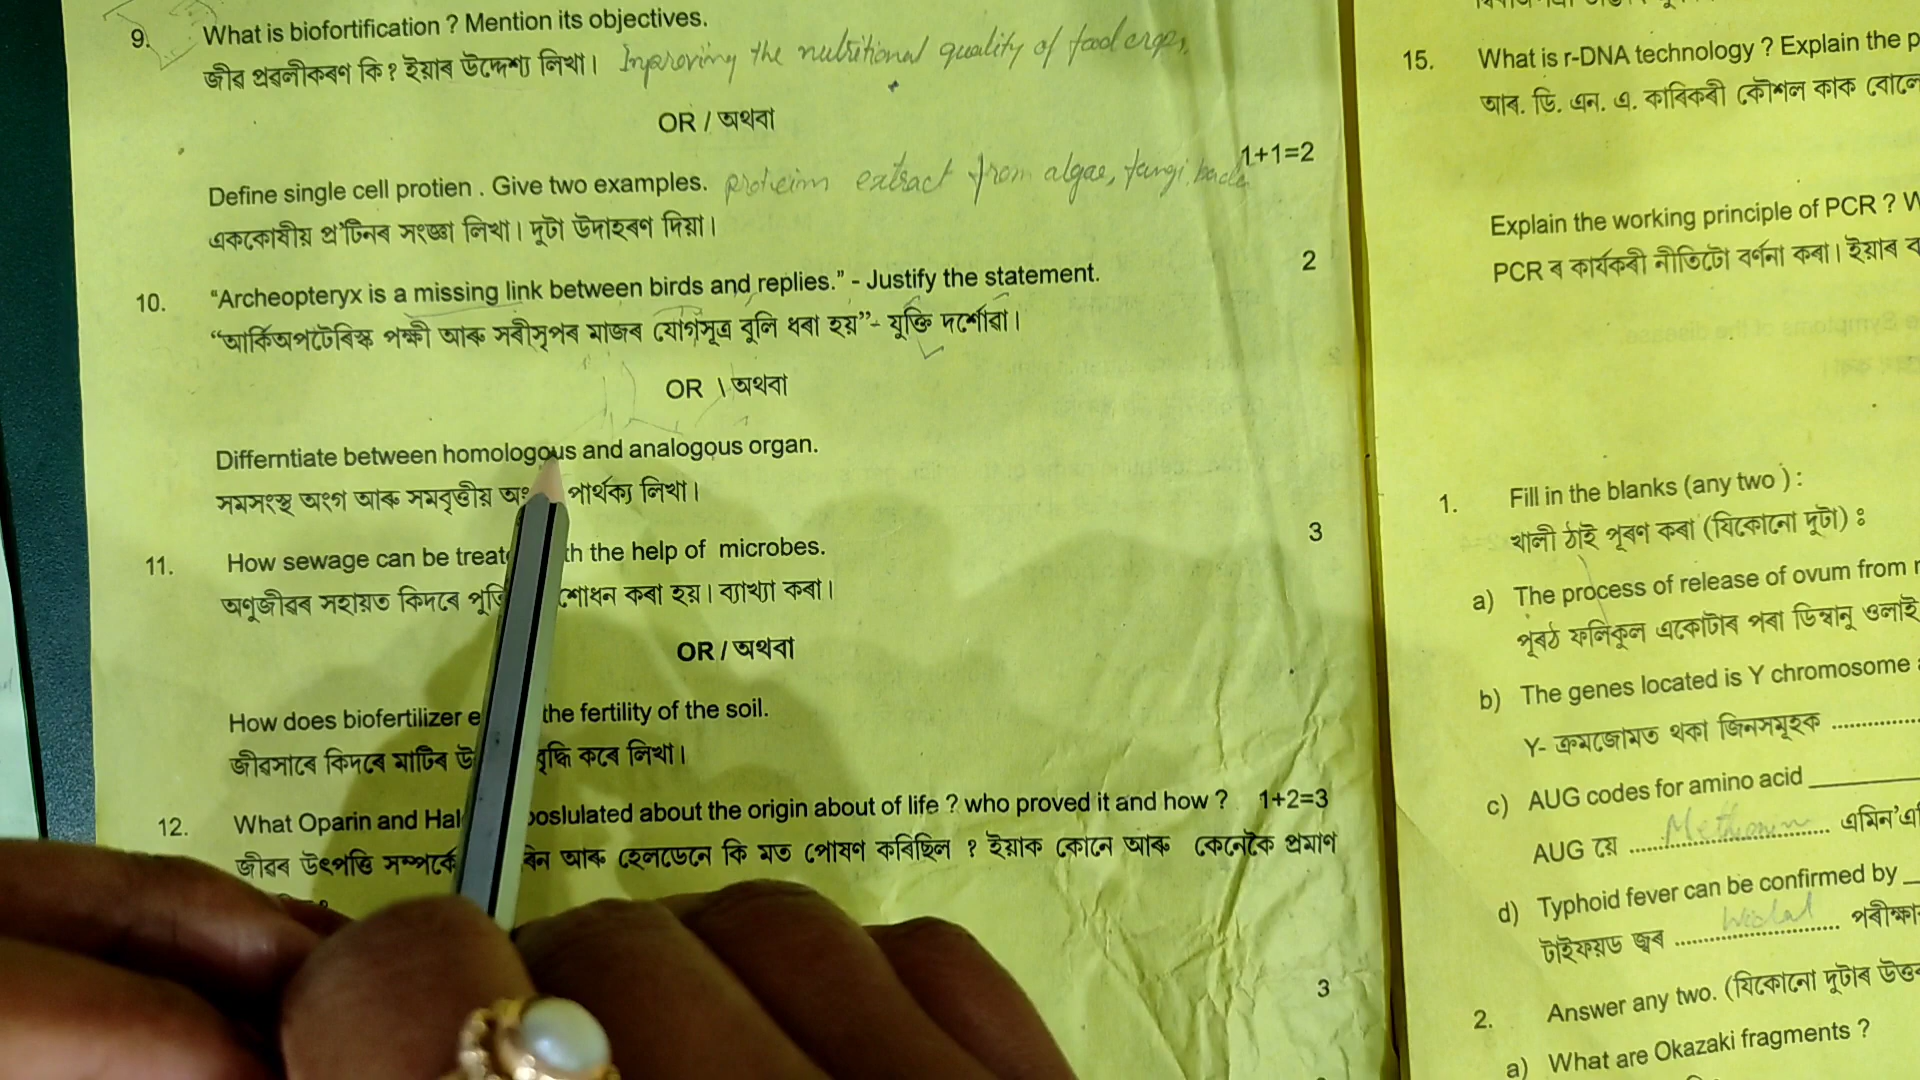 9. What is biofortification ? Mention its objectives.
জীৱ প্ৰৱলীকৰণ কি ? ইয়াৰ উদ্দেশ্য লিখা। Improving the nutritional quality of food crops,
OR / অথবা
Define single cell protien . Give two examples. extract from algae, fungi 1+1=2
এককোষীয় প্ৰ'টিনৰ সংজ্ঞা লিখা। দুটা উদাহৰণ দিয়া।
10. “Archeopteryx is a missing link between birds and replies.” - Justify the statement. 2
“আৰ্কিঅপটেৰিক্স পক্ষী আৰু সৰীসৃপৰ মাজৰ যোগসূত্ৰ বুলি ধৰা হয়”- যুক্তি দৰ্শোৱা।
OR \ অথবা
Differntiate between homologous and analogous organ.
সমসংস্থ অংগ আৰু সমবৃত্তীয় পাৰ্থক্য লিখা।
11. How sewage can be the help of microbes. 3
অণুজীৱৰ সহায়ত কিদৰে কৰা হয়। ব্যাখ্যা কৰা।
OR / অথবা
How does biofertilizer the fertility of the soil.
জীৱসাৰে কিদৰে মাটিৰ বৃদ্ধি কৰে লিখা।
12. What Oparin and about the origin about of life ? who proved it and how ? 1+2=3
জীৱৰ উৎপত্তি সম্পৰ্কে আৰু হেলডেনে কি মত পোষণ কৰিছিল ? ইয়াক কোনে আৰু কেনেকৈ প্ৰমাণ
3
15. What is r-DNA technology ? Explain the
আৰ. ডি. এন. এ. কাৰিকৰী কৌশল কাক
Explain the working principle of PCR ?
PCR ৰ কাৰ্যকৰী নীতিটো বৰ্ণনা কৰা। ইয়াৰ
1. Fill in the blanks (any two ) :
খালী ঠাই পূৰণ কৰা (যিকোনো দুটা) ঃ
a) The process of release of ovum from
পূৰঠ ফলিকুল একোটাৰ পৰা ডিম্বানু ওলাই
b) The genes located is Y chromosome
Y- ক্ৰমজোমত থকা জিনসমূহক ..............
c) AUG codes for amino acid ________
AUG য়ে ..............................
d) Typhoid fever can be confirmed by _
টাইফয়ড জ্বৰ ....Widal....
2. Answer any two. (যিকোনো দুটাৰ
a) What are Okazaki fragments ?